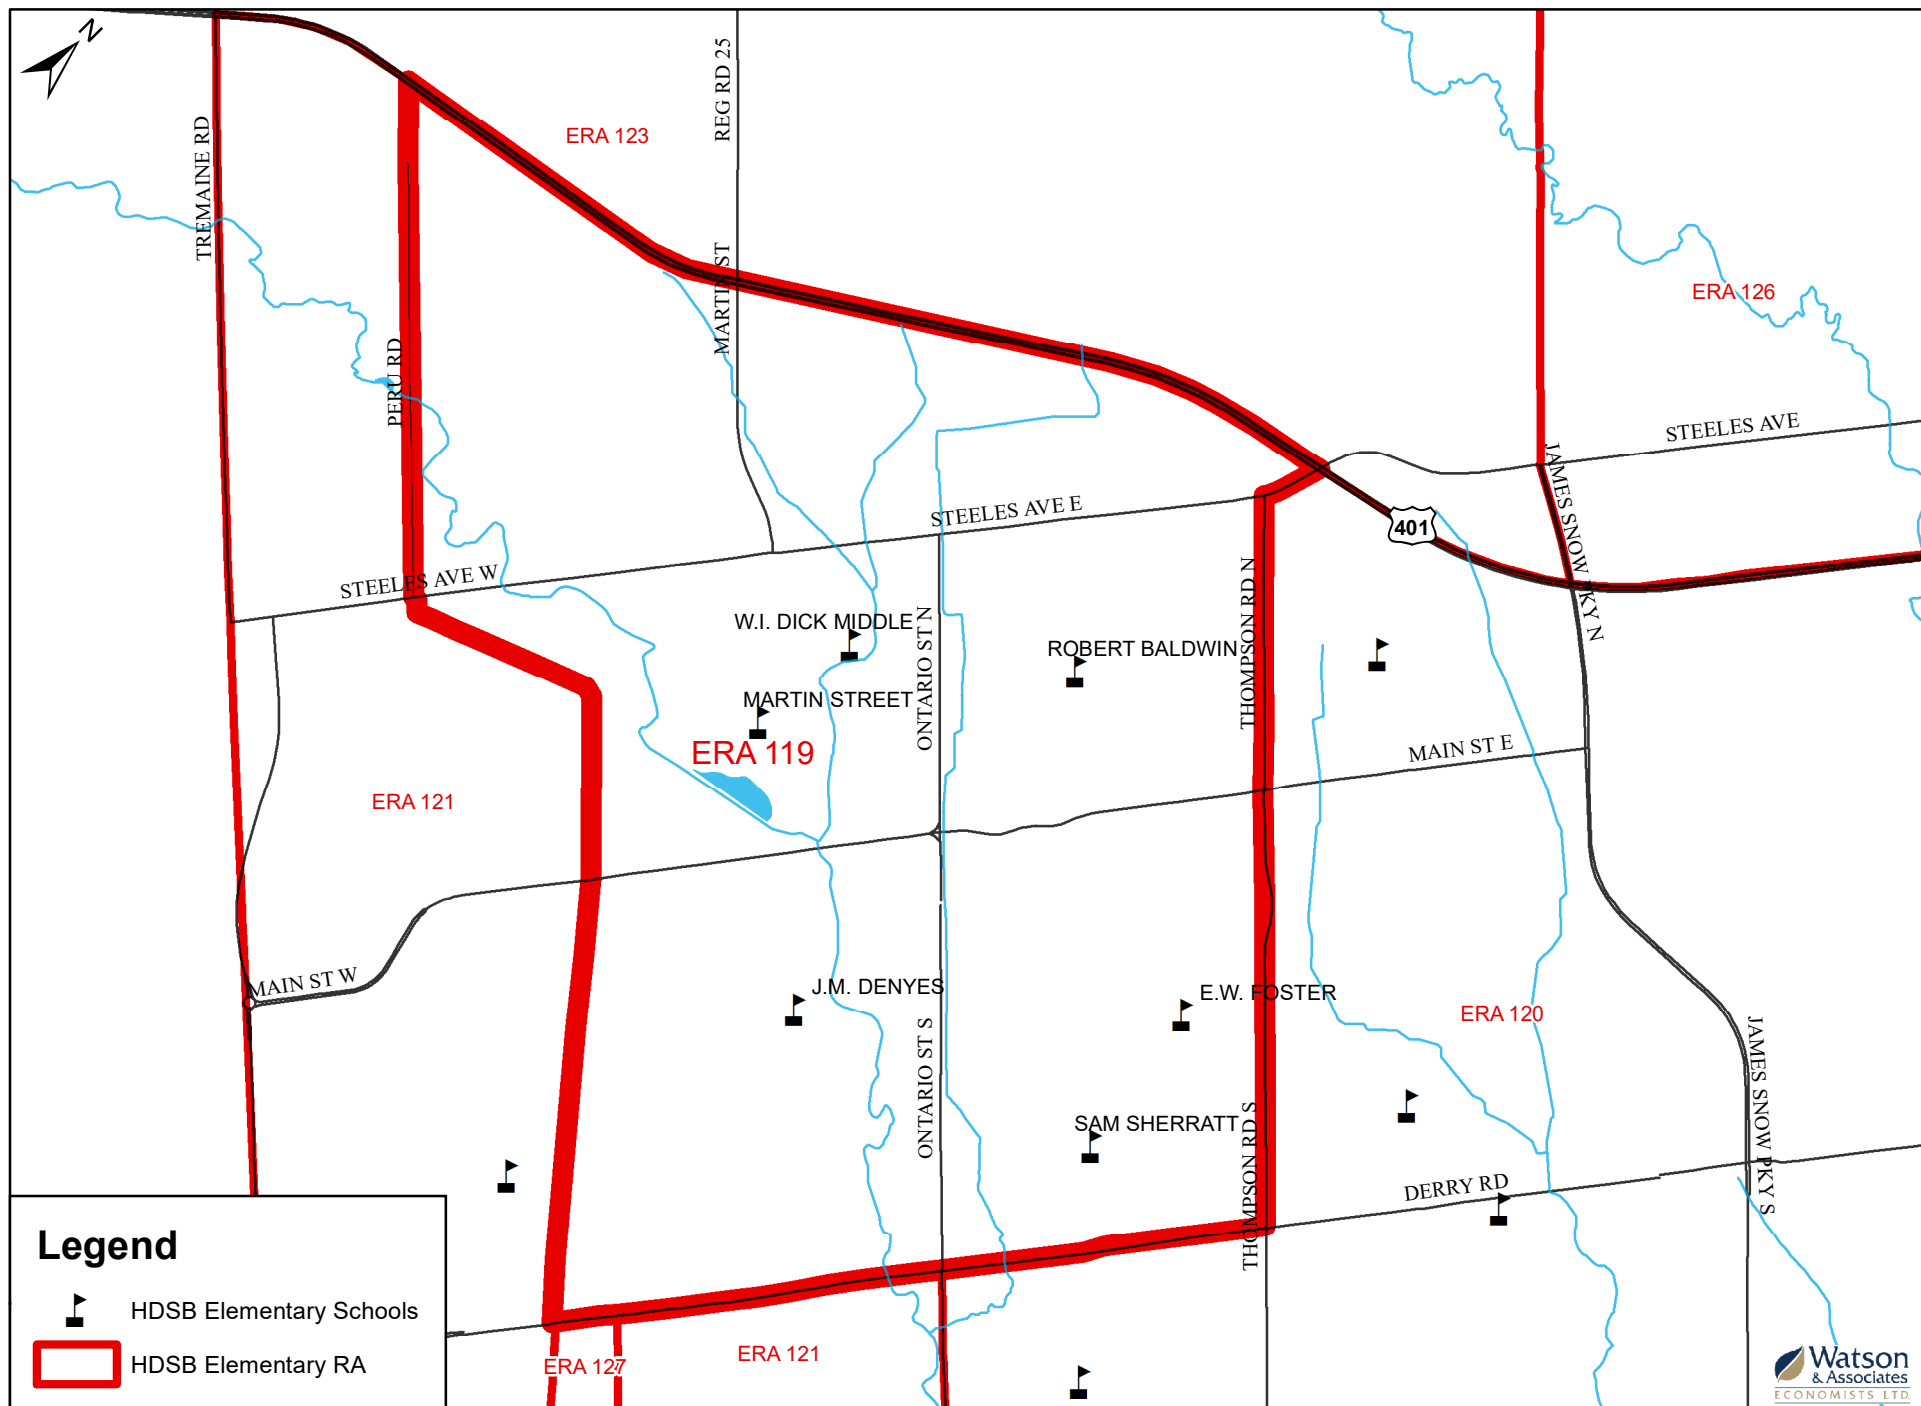 N
TREMAINE RD
REG RD 25
ERA 123
MARTIN ST
PERU RD
ERA 126
STEELES AVE
JAMES SNOW PKY N
401
STEELES AVE E
STEELES AVE W
THOMPSON RD N
ONTARIO ST N
W.I. DICK MIDDLE
ROBERT BALDWIN
MARTIN STREET
ERA 119
MAIN ST E
ERA 121
MAIN ST W
J.M. DENYES
E.W. FOSTER
ERA 120
ONTARIO ST S
JAMES SNOW PKY S
SAM SHERRATT
THOMPSON RD S
DERRY RD
Legend
HDSB Elementary Schools
HDSB Elementary RA
ERA 127
ERA 121
Watson
& Associates
ECONOMISTS LTD.